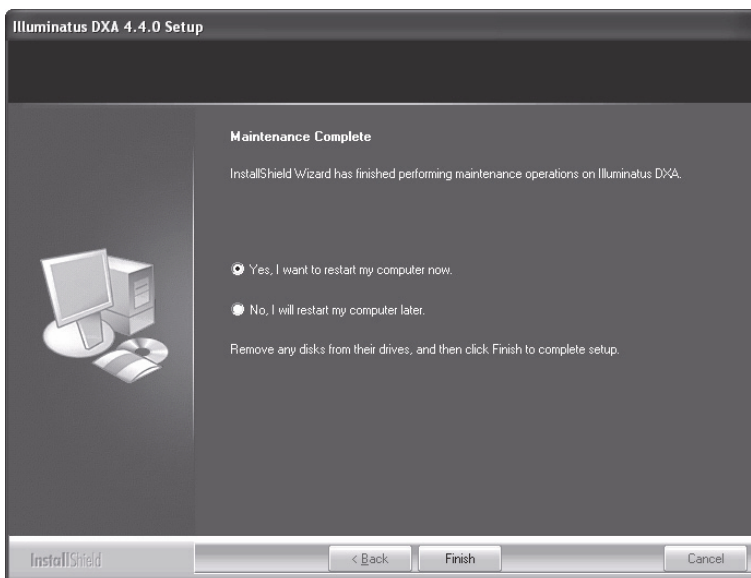 Illuminatus DXA 4.4.0 Setup
Maintenance Complete
InstallShield Wizard has finished performing maintenance operations on Illuminatus DXA.
Yes, I want to restart my computer now.
No, I will restart my computer later.
Remove any disks from their drives, and then click Finish to complete setup.
InstallShield
< Back
Finish
Cancel